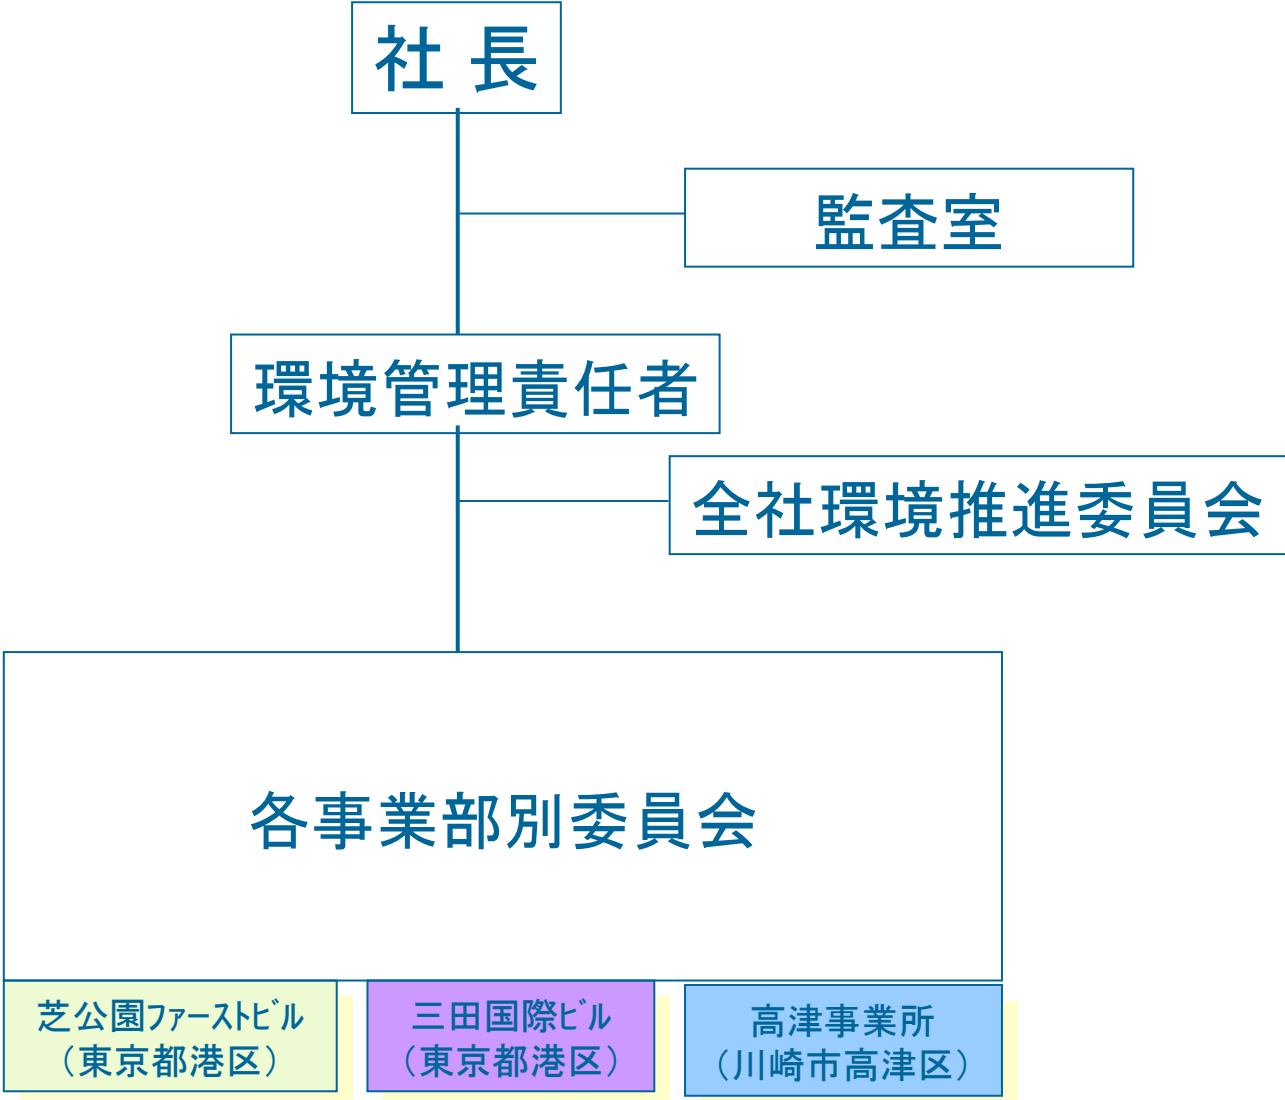 社 長
監査室
環境管理責任者
全社環境推進委員会
各事業部別委員会
芝公園ﾌｧｰｽﾄﾋﾞﾙ
（東京都港区）
三田国際ﾋﾞﾙ
（東京都港区）
高津事業所
（川崎市高津区）